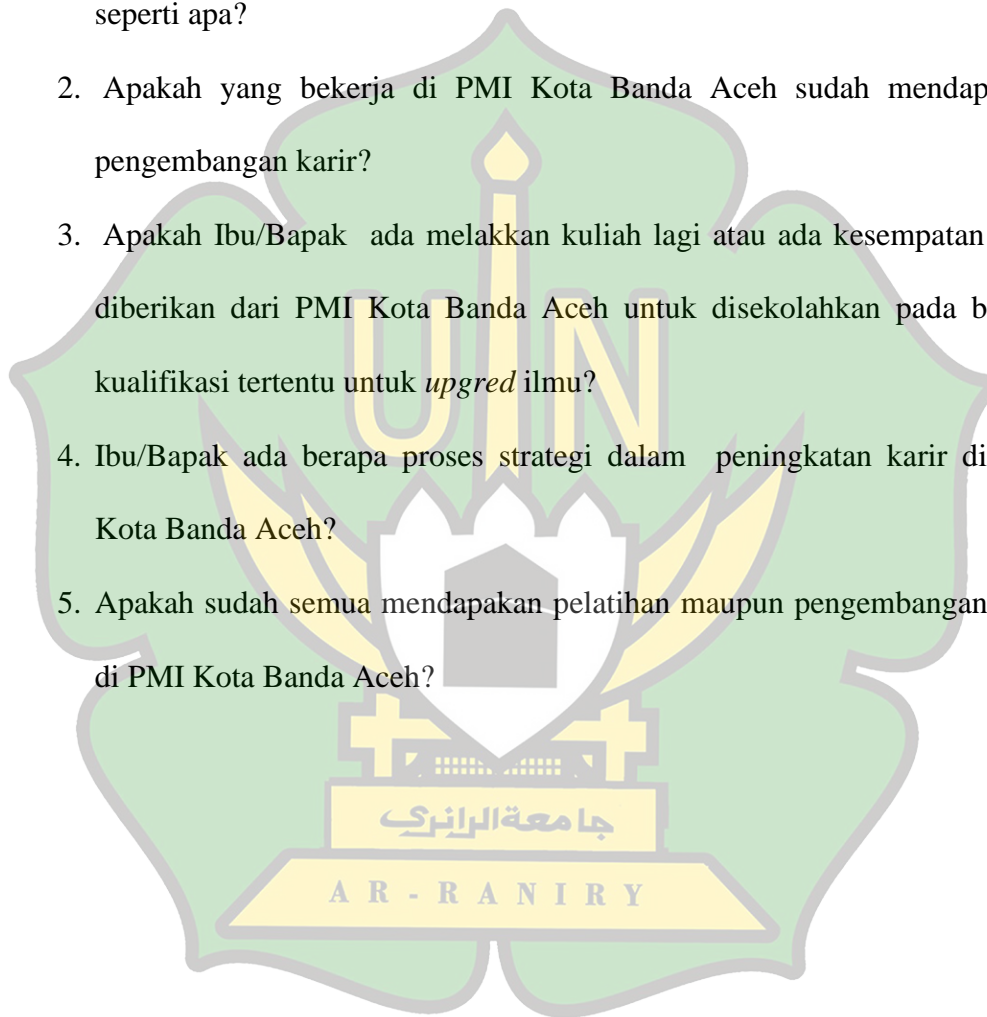 seperti apa?
2. Apakah yang bekerja di PMI Kota Banda Aceh sudah mendap
pengembangan karir?
3. Apakah Ibu/Bapak ada melakkan kuliah lagi atau ada kesempatan
diberikan dari PMI Kota Banda Aceh untuk disekolahkan pada b
kualifikasi tertentu untuk upgred ilmu?
4. Ibu/Bapak ada berapa proses strategi dalam peningkatan karir di
Kota Banda Aceh?
5. Apakah sudah semua mendapakan pelatihan maupun pengembangan
di PMI Kota Banda Aceh?
UIN
جامعةالرانري
AR-RANIRY